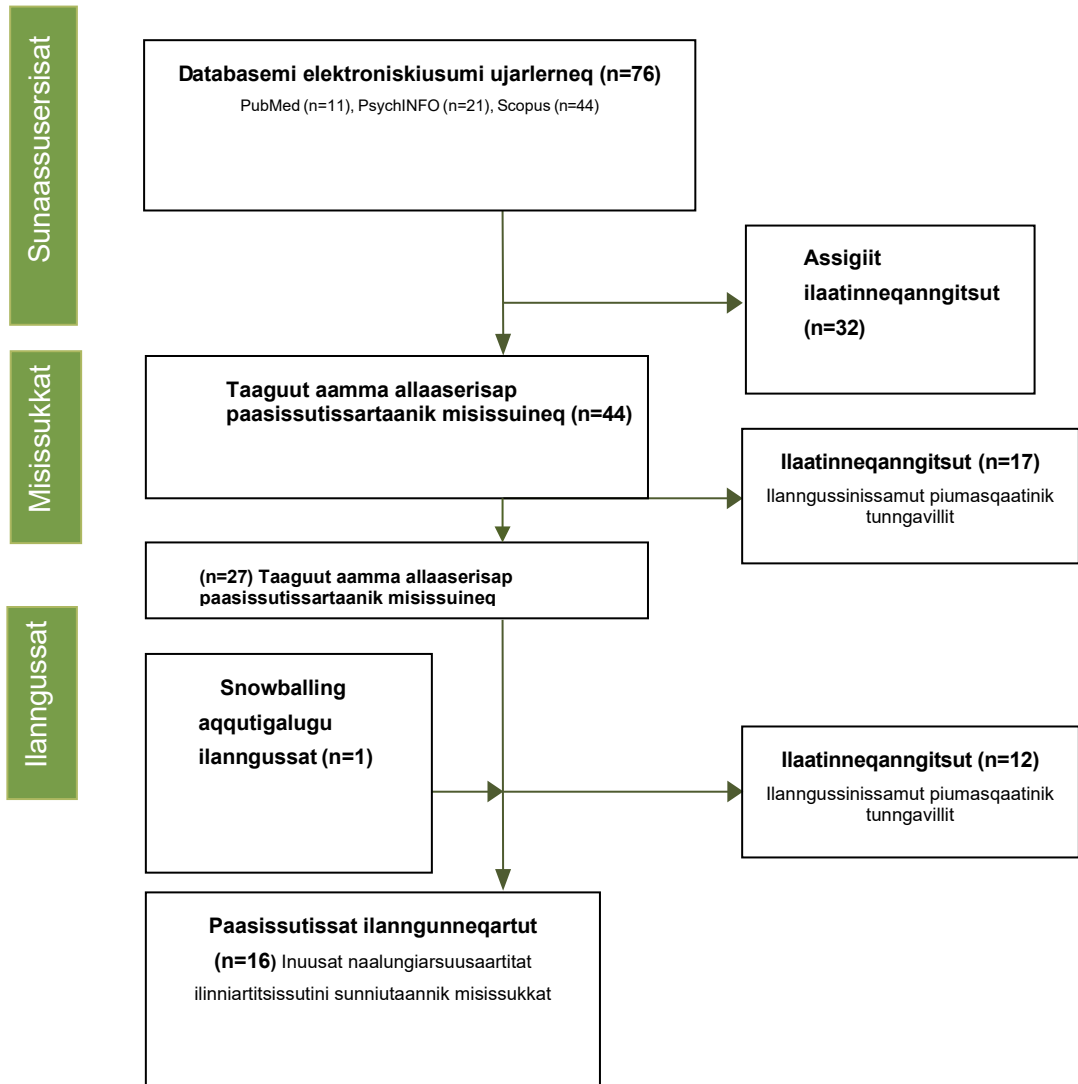 Sunaassusersisat
Databasemi elektroniskiusumi ujarlerneq (n=76)
PubMed (n=11), PsychINFO (n=21), Scopus (n=44)
Assigiit
ilaatinneqanngitsut
(n=32)
Misissukkat
Taaguut aamma allaaserisap
paasissutissartaanik misissuineq (n=44)
Ilaatinneqanngitsut (n=17)
Ilanngussinissamut piumasqaatinik
tunngavillit
(n=27) Taaguut aamma allaaserisap
paasissutissartaanik misissuineq
Ilanngussat
Snowballing
aqqutigalugu
ilanngussat (n=1)
Ilaatinneqanngitsut (n=12)
Ilanngussinissamut piumasqaatinik
tunngavillit
Paasissutissat ilanngunneqartut
(n=16) Inuusat naalungiarsuusaartitat
ilinniartitsissutini sunniutaannik misissukkat